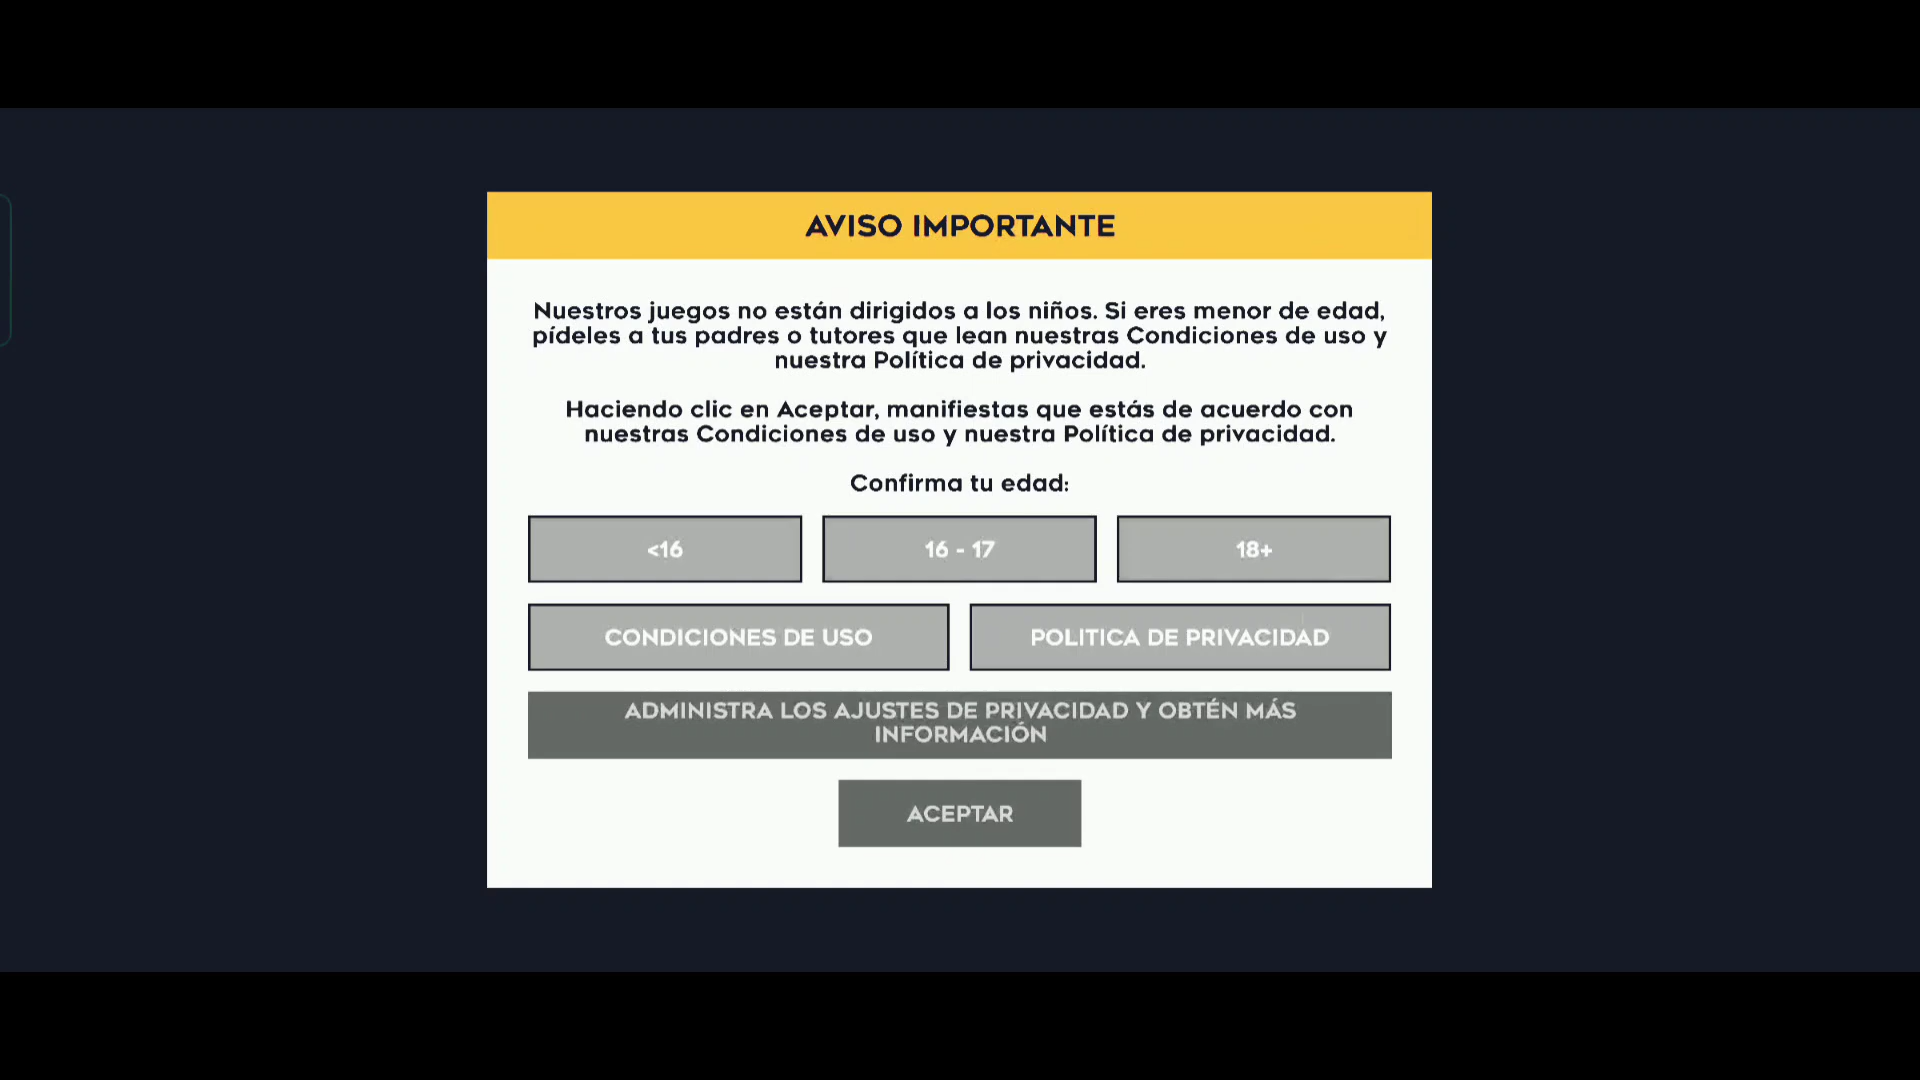 AVISO IMPORTANTE
Nuestros juegos no están dirigidos a los niños. Si eres menor de edad,
pídeles a tus padres o tutores que lean nuestras Condiciones de uso y
nuestra Política de privacidad.
Haciendo clic en Aceptar, manifiestas que estás de acuerdo con
nuestras Condiciones de uso y nuestra Política de privacidad.
Confirma tu edad:
<16
16 - 17
18+
CONDICIONES DE USO
POLITICA DE PRIVACIDAD
ADMINISTRA LOS AJUSTES DE PRIVACIDAD Y OBTÉN MÁS
INFORMACIÓN
ACEPTAR